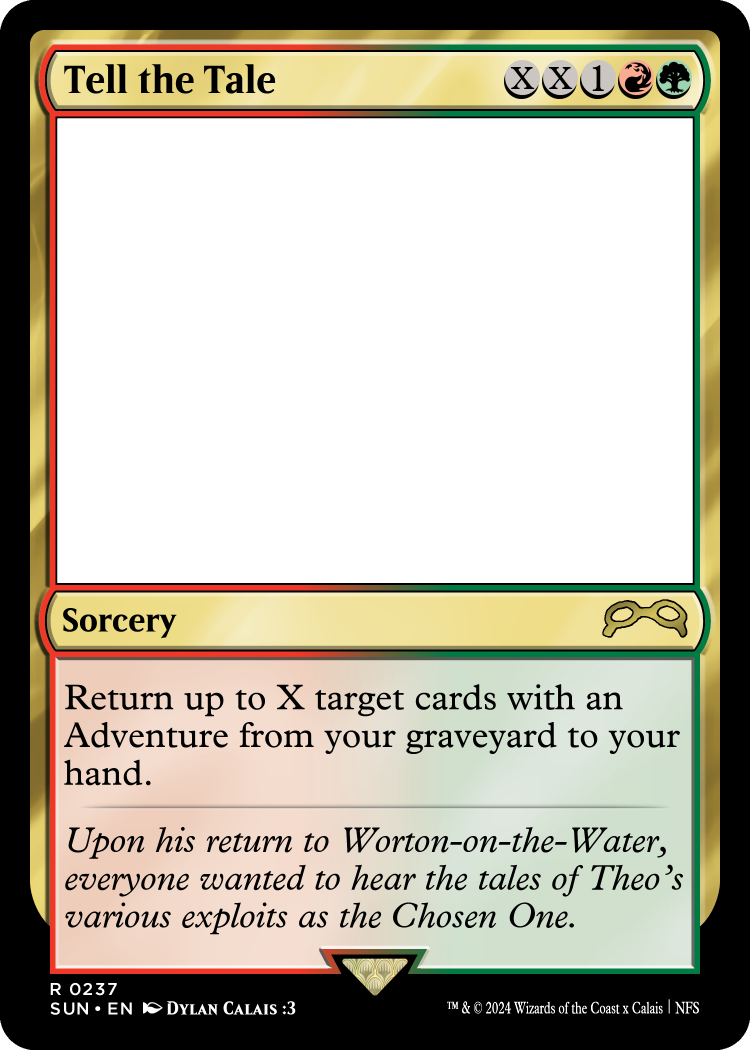 Tell the Tale X X 1
Sorcery
Return up to X target cards with an
Adventure from your graveyard to your
hand.
Upon his return to Worton-on-the-Water,
everyone wanted to hear the tales of Theo's
various exploits as the Chosen One.
R 0237
SUN • EN Dylan Calais :3 ™ & © 2024 Wizards of the Coast x Calais | NFS